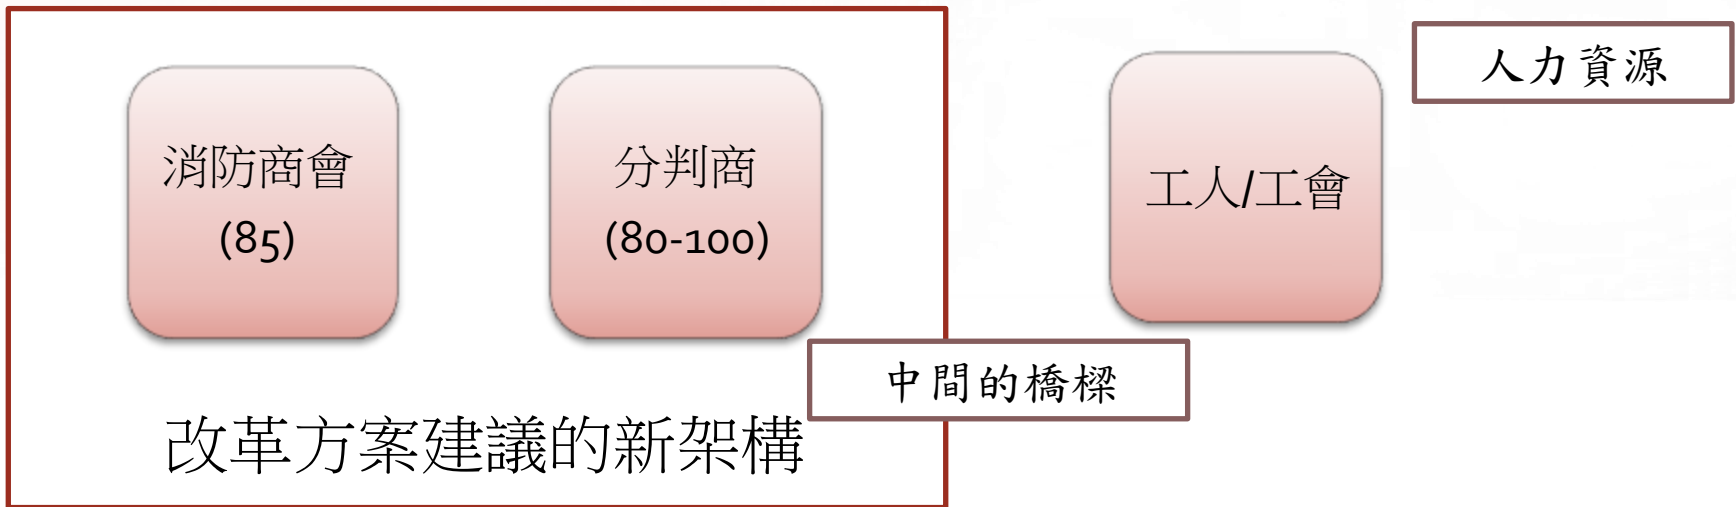 消防商會
(85)
分判商
(80-100)
工人/工會
人力資源
中間的橋樑
改革方案建議的新架構